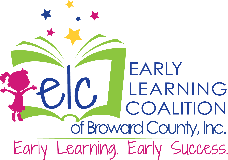 elc
EARLY
LEARNING
COALITION
of Broward County, Inc.
Early Learning. Early Success.